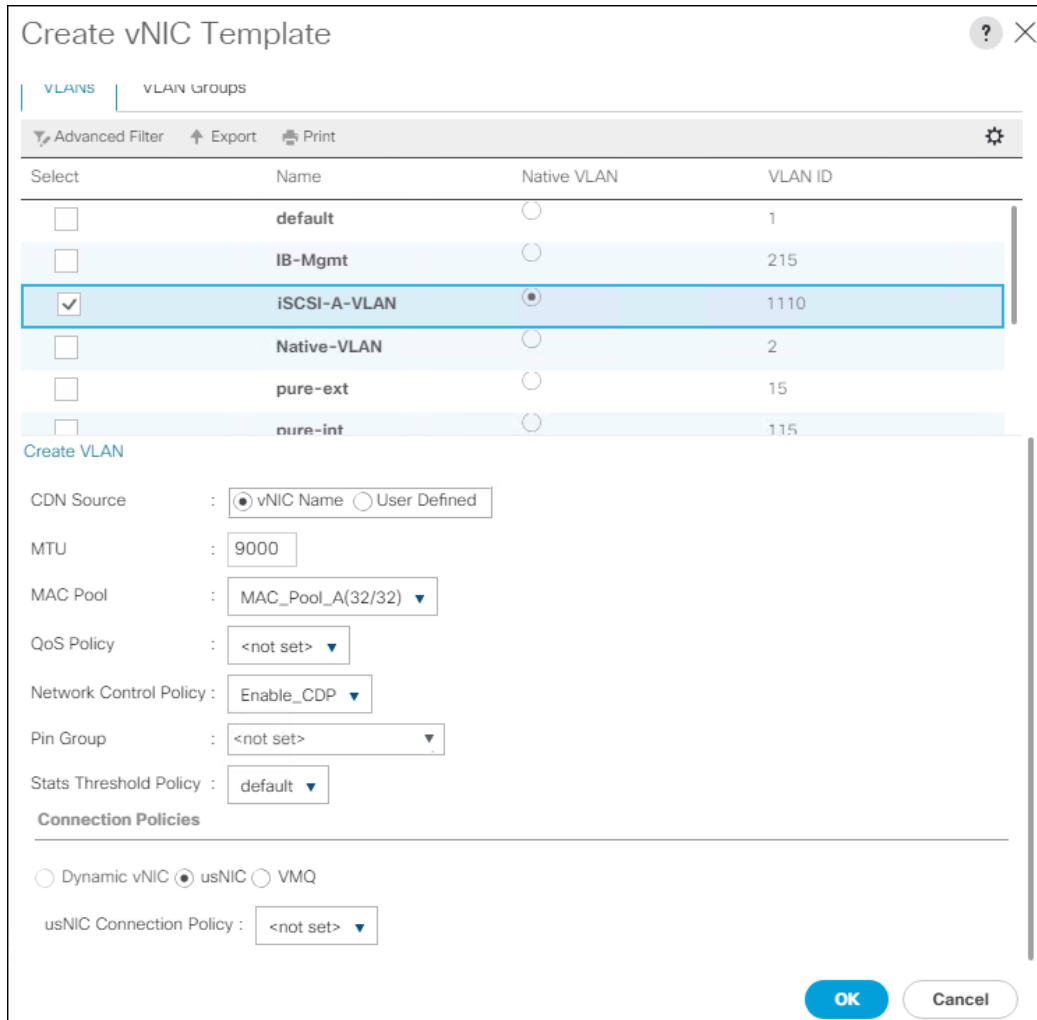 Create vNIC Template ?
VLANs VLAN Groups
Advanced Filter Export Print
Select Name Native VLAN VLAN ID
default 1
IB-Mgmt 215
iSCSI-A-VLAN 1110
Native-VLAN 2
pure-ext 15
pure-int 115
Create VLAN
CDN Source : vNIC Name User Defined
MTU : 9000
MAC Pool : MAC_Pool_A(32/32)
QoS Policy : <not set>
Network Control Policy : Enable_CDP
Pin Group : <not set>
Stats Threshold Policy : default
Connection Policies
Dynamic vNIC usNIC VMQ
usNIC Connection Policy : <not set>
OK Cancel